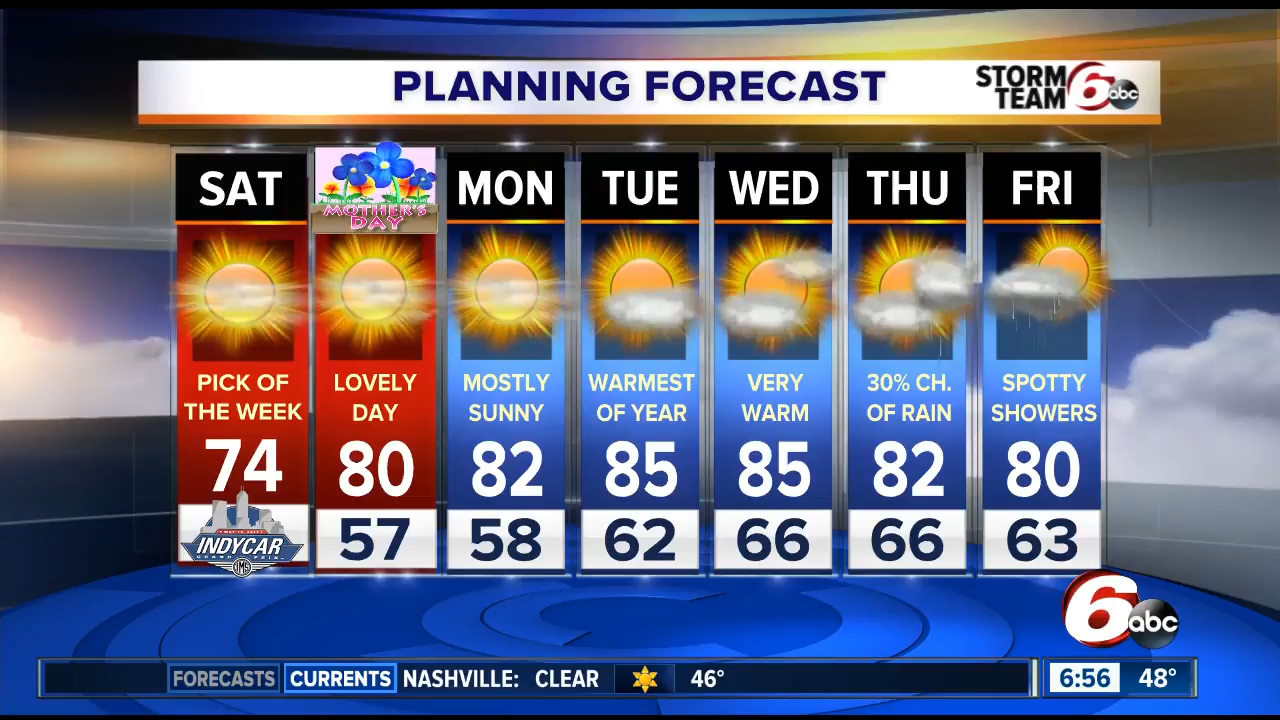 PLANNING FORECAST
STORM
TEAM
6
abc
SAT
MOTHER'S
DAY
MON
TUE
WED
THU
FRI
PICK OF
THE WEEK
LOVELY
DAY
MOSTLY
SUNNY
WARMEST
OF YEAR
VERY
WARM
30% CH.
OF RAIN
SPOTTY
SHOWERS
74
80
82
85
85
82
80
INDYCAR
GRAND PRIX
IMS
57
58
62
66
66
63
6
abc
FORECASTS
CURRENTS
NASHVILLE: CLEAR
46°
6:56
48°